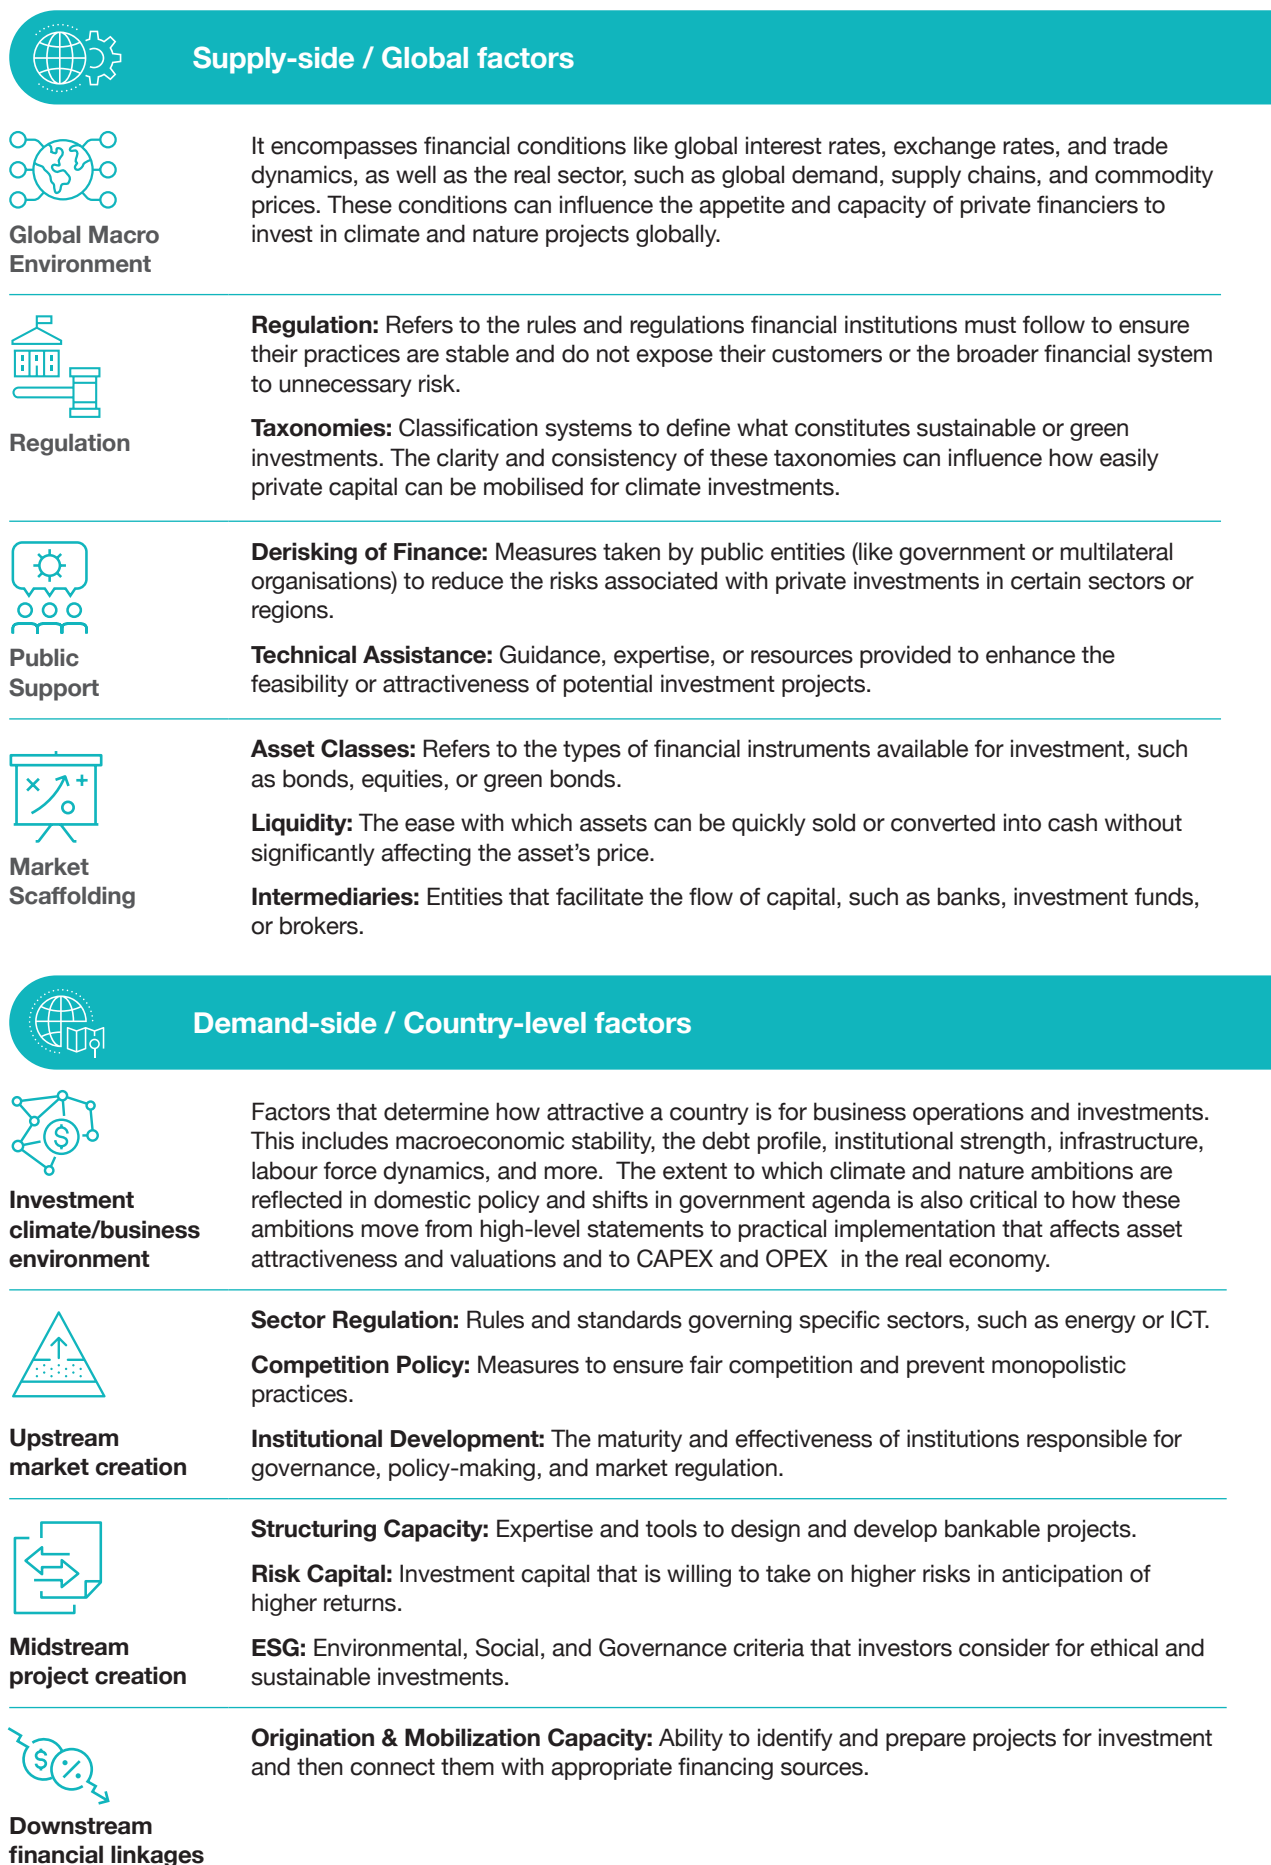 Supply-side / Global factors
Global Macro
Environment
It encompasses financial conditions like global interest rates, exchange rates, and trade
dynamics, as well as the real sector, such as global demand, supply chains, and commodity
prices. These conditions can influence the appetite and capacity of private financiers to
invest in climate and nature projects globally.
Regulation
Regulation: Refers to the rules and regulations financial institutions must follow to ensure
their practices are stable and do not expose their customers or the broader financial system
to unnecessary risk.
Taxonomies: Classification systems to define what constitutes sustainable or green
investments. The clarity and consistency of these taxonomies can influence how easily
private capital can be mobilised for climate investments.
Public
Support
Derisking of Finance: Measures taken by public entities (like government or multilateral
organisations) to reduce the risks associated with private investments in certain sectors or
regions.
Technical Assistance: Guidance, expertise, or resources provided to enhance the
feasibility or attractiveness of potential investment projects.
Market
Scaffolding
Asset Classes: Refers to the types of financial instruments available for investment, such
as bonds, equities, or green bonds.
Liquidity: The ease with which assets can be quickly sold or converted into cash without
significantly affecting the asset's price.
Intermediaries: Entities that facilitate the flow of capital, such as banks, investment funds,
or brokers.
Demand-side / Country-level factors
Investment
climate/business
environment
Factors that determine how attractive a country is for business operations and investments.
This includes macroeconomic stability, the debt profile, institutional strength, infrastructure,
labour force dynamics, and more. The extent to which climate and nature ambitions are
reflected in domestic policy and shifts in government agenda is also critical to how these
ambitions move from high-level statements to practical implementation that affects asset
attractiveness and valuations and to CAPEX and OPEX in the real economy.
Upstream
market creation
Sector Regulation: Rules and standards governing specific sectors, such as energy or ICT.
Competition Policy: Measures to ensure fair competition and prevent monopolistic
practices.
Institutional Development: The maturity and effectiveness of institutions responsible for
governance, policy-making, and market regulation.
Midstream
project creation
Structuring Capacity: Expertise and tools to design and develop bankable projects.
Risk Capital: Investment capital that is willing to take on higher risks in anticipation of
higher returns.
ESG: Environmental, Social, and Governance criteria that investors consider for ethical and
sustainable investments.
Downstream
financial linkages
Origination & Mobilization Capacity: Ability to identify and prepare projects for investment
and then connect them with appropriate financing sources.